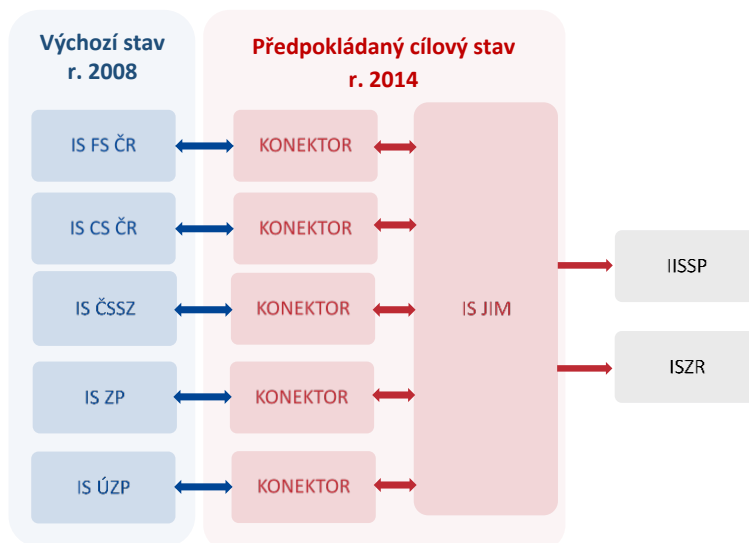 Výchozí stav
r. 2008
Předpokládaný cílový stav
r. 2014
IS FS ČR
KONEKTOR
IS CS ČR
KONEKTOR
IS ČSSZ
KONEKTOR
IS JIM
IS ZP
KONEKTOR
IS ÚZP
KONEKTOR
IISSP
ISZR